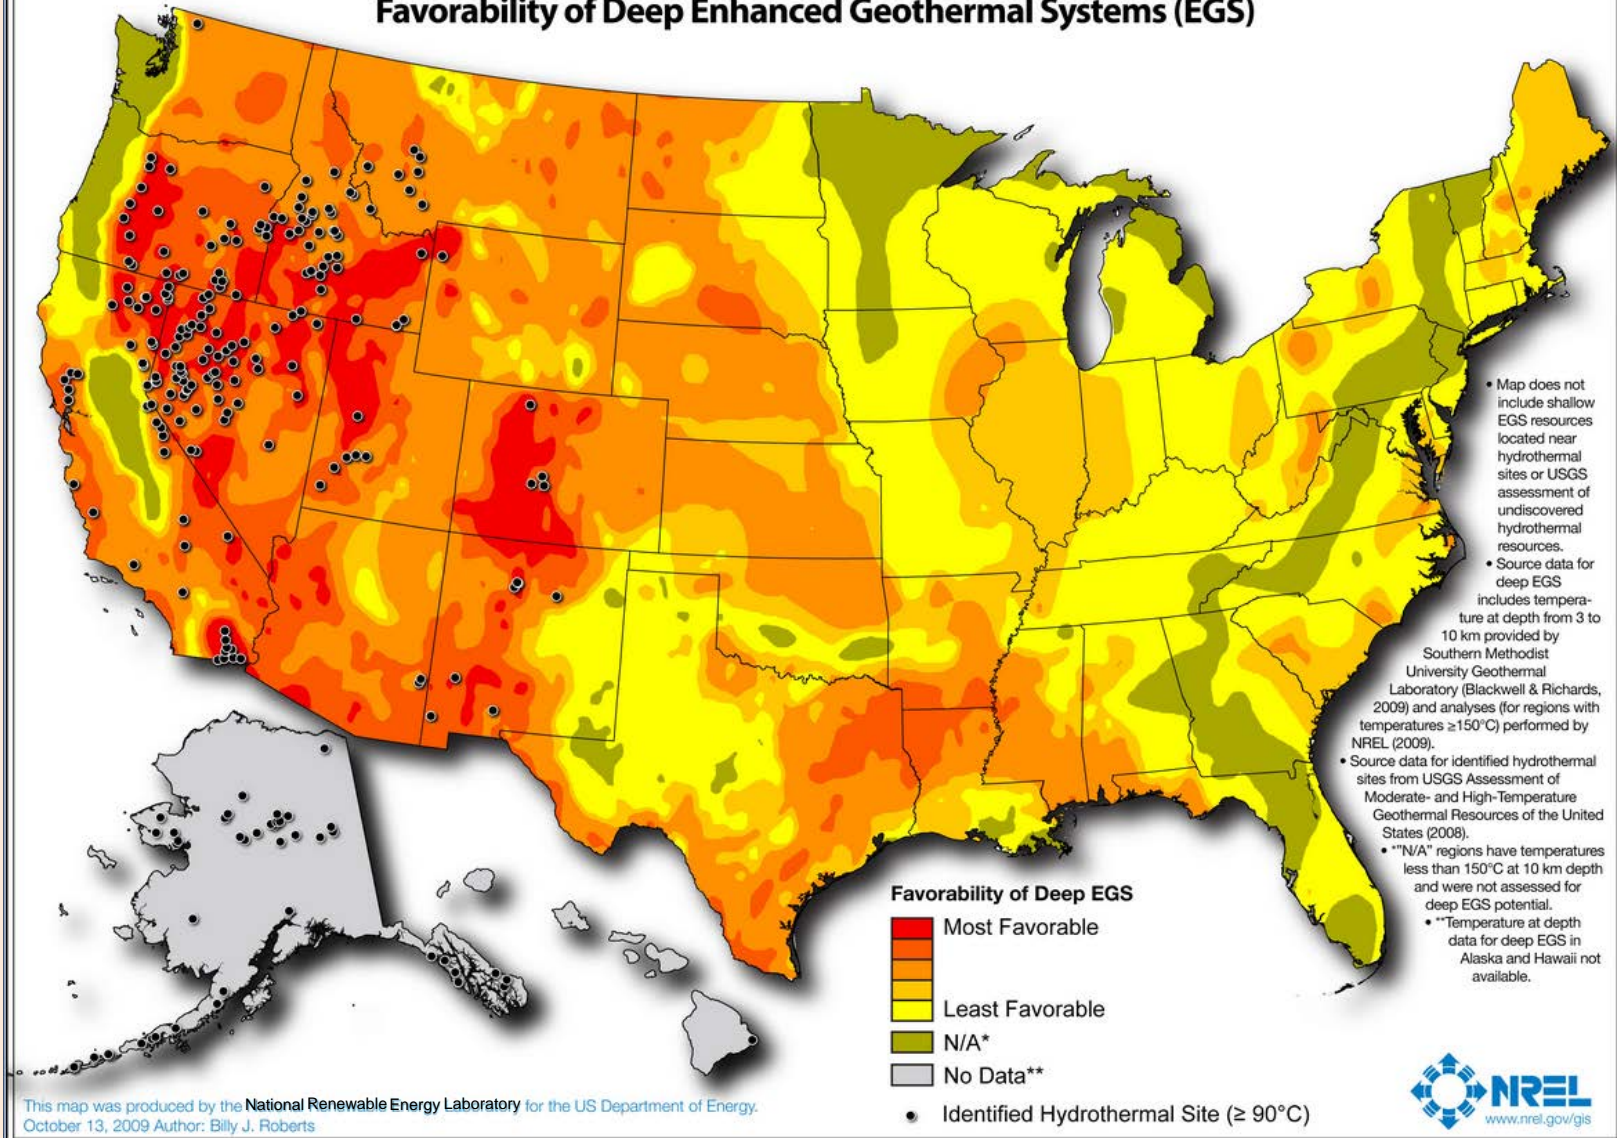 Favorability of Deep Enhanced Geothermal Systems (EGS)
• Map does not
include shallow
EGS resources
located near
hydrothermal
sites or USGS
assessment of
undiscovered
hydrothermal
resources.
• Source data for
deep EGS
includes tempera-
ture at depth from 3 to
10 km provided by
Southern Methodist
University Geothermal
Laboratory (Blackwell & Richards,
2009) and analyses (for regions with
temperatures ≥150°C) performed by
NREL (2009).
• Source data for identified hydrothermal
sites from USGS Assessment of
Moderate- and High-Temperature
Geothermal Resources of the United
States (2008).
• *"N/A" regions have temperatures
less than 150°C at 10 km depth
and were not assessed for
deep EGS potential.
• **Temperature at depth
data for deep EGS in
Alaska and Hawaii not
available.
Favorability of Deep EGS
Most Favorable
Least Favorable
N/A*
No Data**
Identified Hydrothermal Site (≥ 90°C)
This map was produced by the National Renewable Energy Laboratory for the US Department of Energy.
October 13, 2009 Author: Billy J. Roberts
NREL
www.nrel.gov/gis